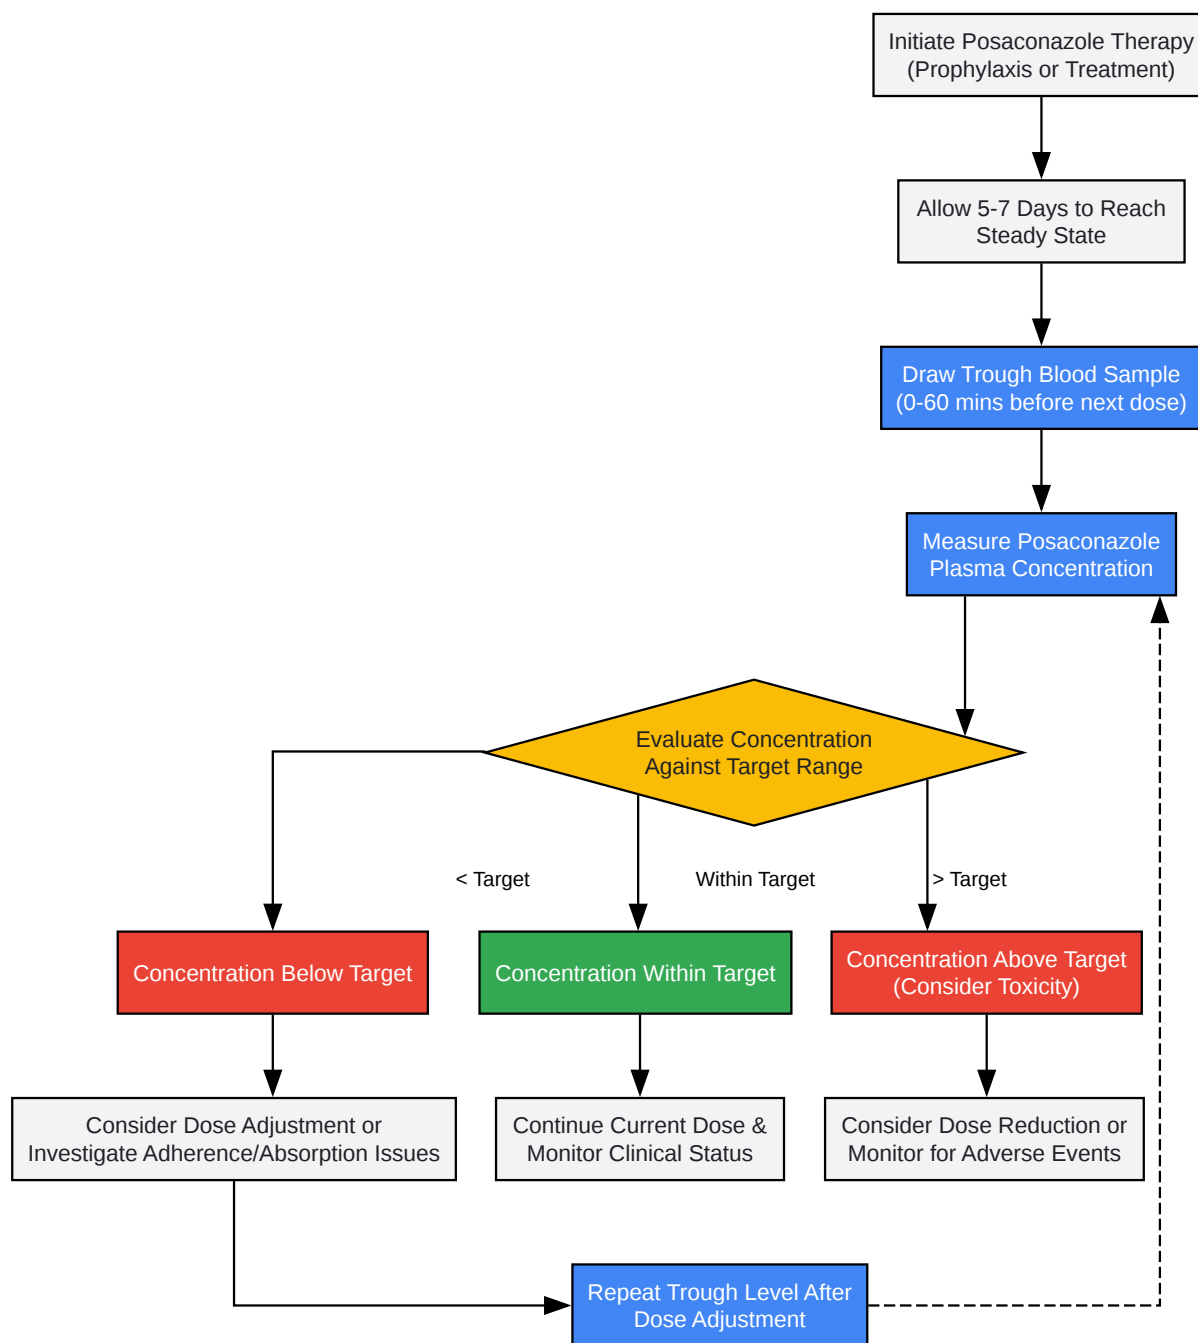 Initiate Posaconazole Therapy
(Prophylaxis or Treatment)
Allow 5-7 Days to Reach
Steady State
Draw Trough Blood Sample
(0-60 mins before next dose)
Measure Posaconazole
Plasma Concentration
Evaluate Concentration
Against Target Range
< Target
Within Target
> Target
Concentration Below Target
Concentration Within Target
Concentration Above Target
(Consider Toxicity)
Consider Dose Adjustment or
Investigate Adherence/Absorption Issues
Continue Current Dose &
Monitor Clinical Status
Consider Dose Reduction or
Monitor for Adverse Events
Repeat Trough Level After
Dose Adjustment